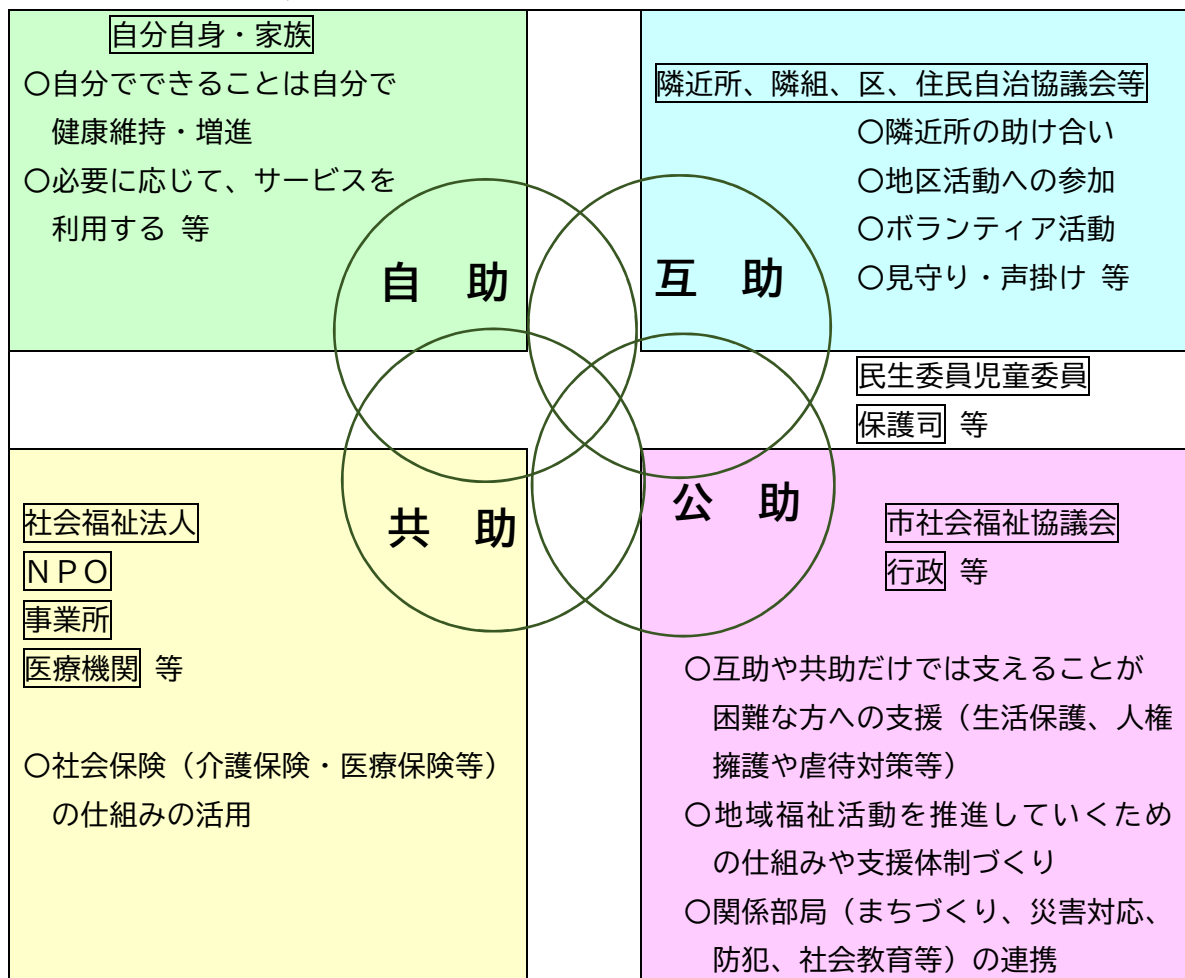 自分自身・家族
〇自分でできることは自分で
健康維持・増進
〇必要に応じて、サービスを
利用する 等
自 助
隣近所、隣組、区、住民自治協議会等
〇隣近所の助け合い
〇地区活動への参加
〇ボランティア活動
〇見守り・声掛け 等
互 助
民生委員児童委員
保護司 等
社会福祉法人
ＮＰＯ
事業所
医療機関 等
共 助
〇社会保険（介護保険・医療保険等）
の仕組みの活用
公 助
市社会福祉協議会
行政 等
〇互助や共助だけでは支えることが
困難な方への支援（生活保護、人権
擁護や虐待対策等）
〇地域福祉活動を推進していくため
の仕組みや支援体制づくり
〇関係部局（まちづくり、災害対応、
防犯、社会教育等）の連携